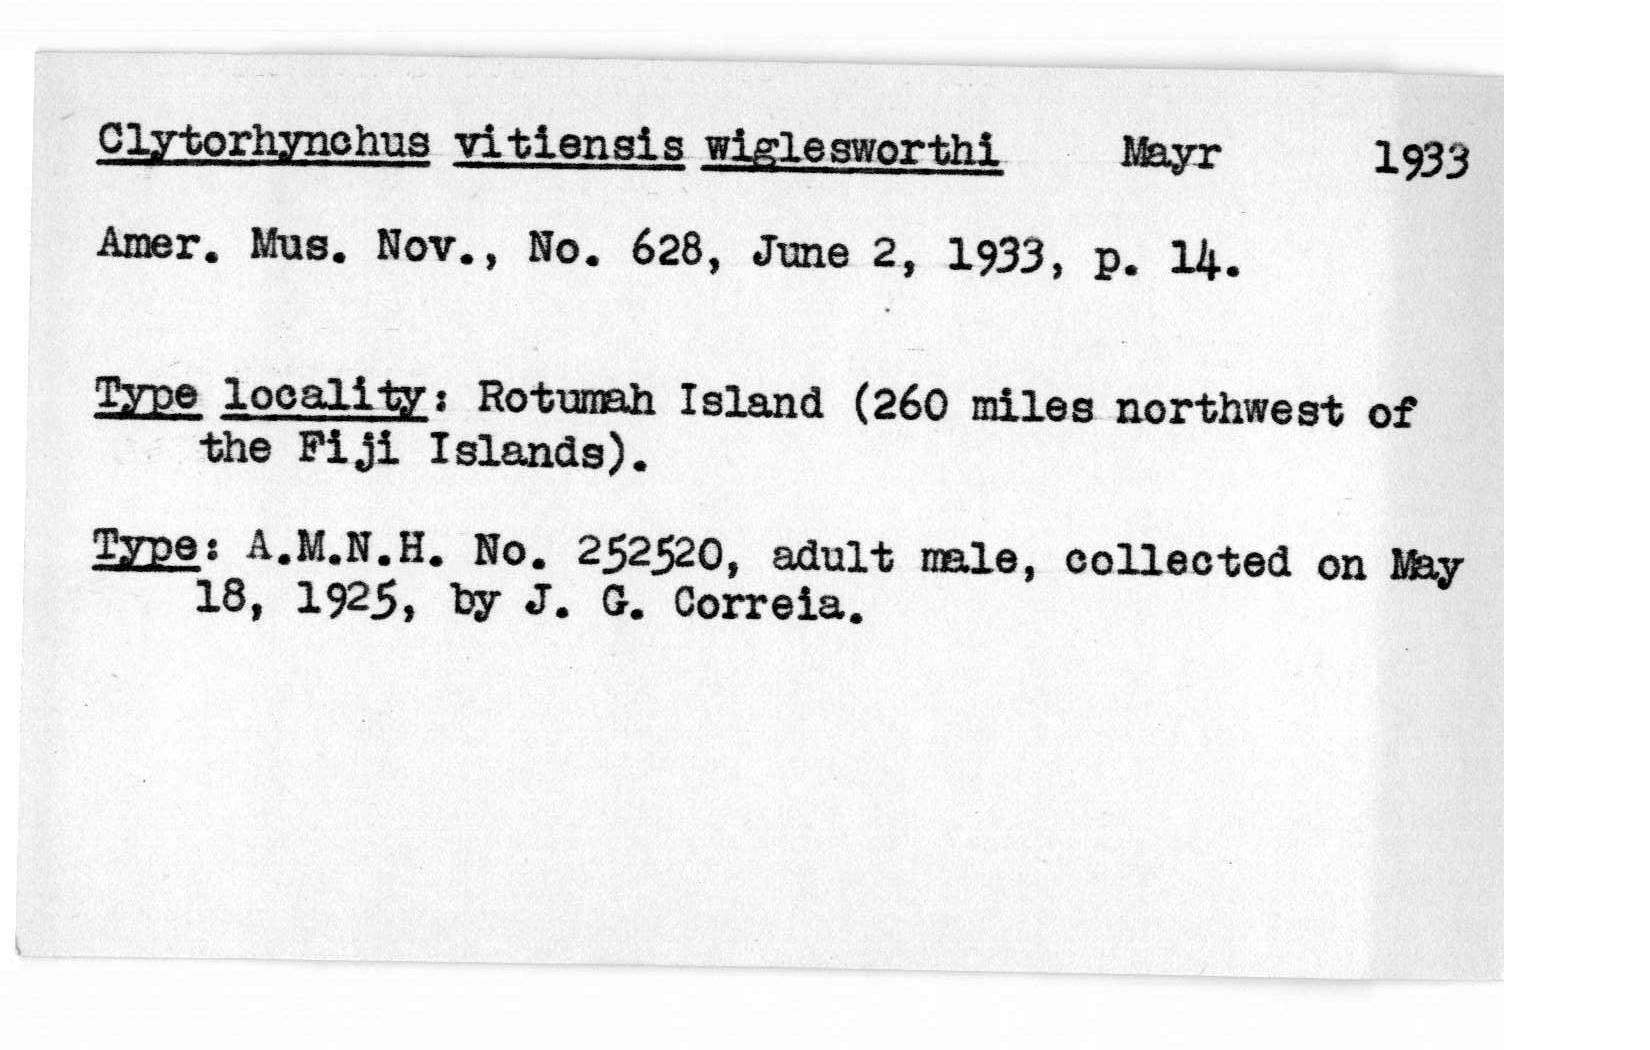 Clytorhynchus vitiensis wiglesworthi Mayr 1933
Amer. Mus. Nov., No. 628, June 2, 1933, p. 14.
Type locality: Rotumah Island (260 miles northwest of
the Fiji Islands).
Type: A.M.N.H. No. 252520, adult male, collected on May
18, 1925, by J. G. Correia.